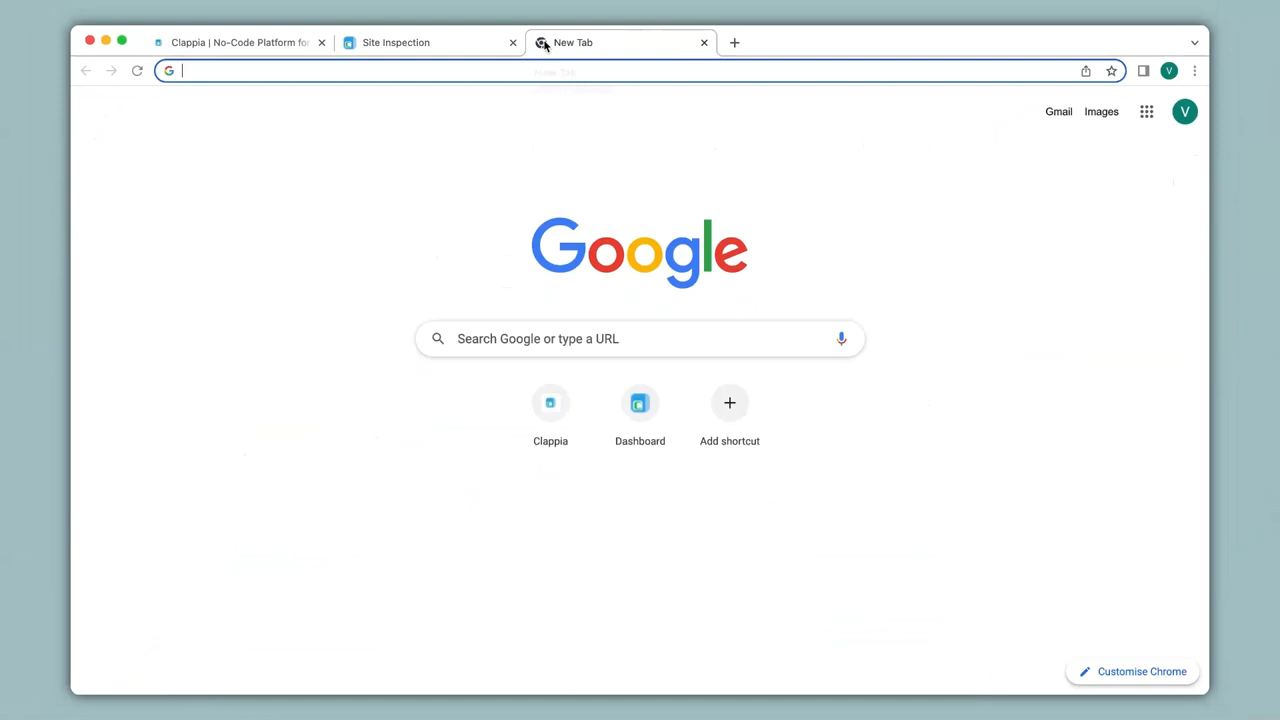 Clappia | No-Code Platform for
Site Inspection
New Tab
Gmail
Images
V
Google
Search Google or type a URL
Clappia
Dashboard
Add shortcut
Customise Chrome